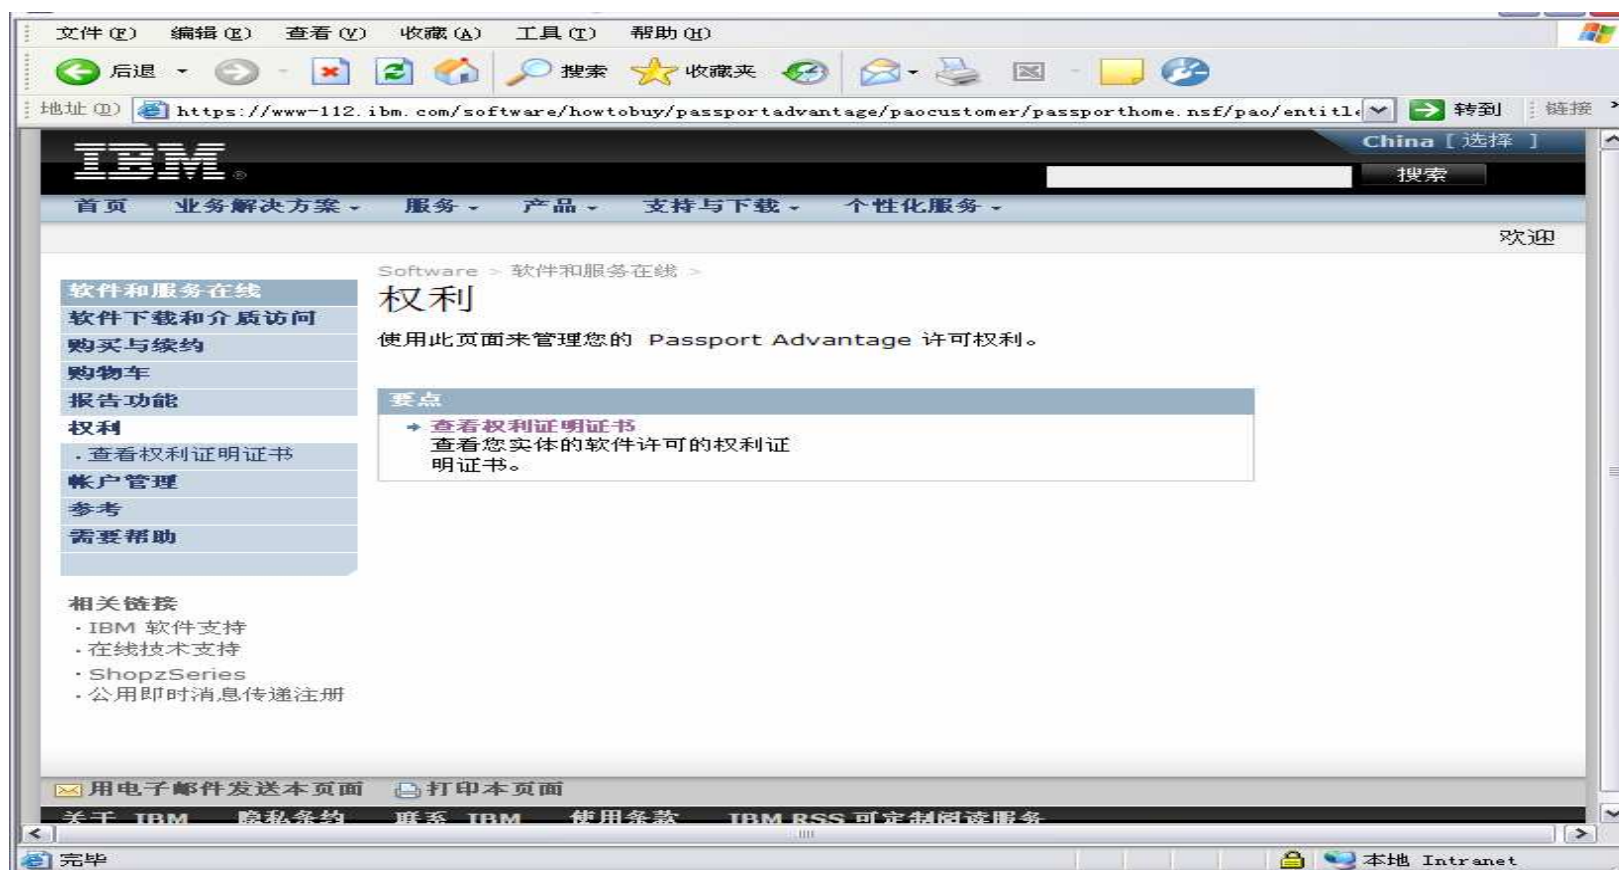 文件(F) 编辑(E) 查看(V) 收藏(A) 工具(T) 帮助(H)
后退 搜索 收藏夹
地址(D) https://www-112.ibm.com/software/howtobuy/passportadvantage/paocustomer/passporthome.nsf/pao/entitl 转到 链接
China [ 选择 ]
IBM®
搜索
首页 业务解决方案 服务 产品 支持与下载 个性化服务
欢迎
Software > 软件和服务在线 >
权利
使用此页面来管理您的 Passport Advantage 许可权利。
要点
查看权利证明证书
查看您实体的软件许可的权利证
明证书。
软件和服务在线
软件下载和介质访问
购买与续约
购物车
报告功能
权利
· 查看权利证明证书
帐户管理
参考
需要帮助
相关链接
· IBM 软件支持
· 在线技术支持
· ShopzSeries
· 公用即时消息传递注册
用电子邮件发送本页面 打印本页面
关于 IBM 隐私条约 联系 IBM 使用条款 IBM RSS 可定制阅读服务
完毕 本地 Intranet